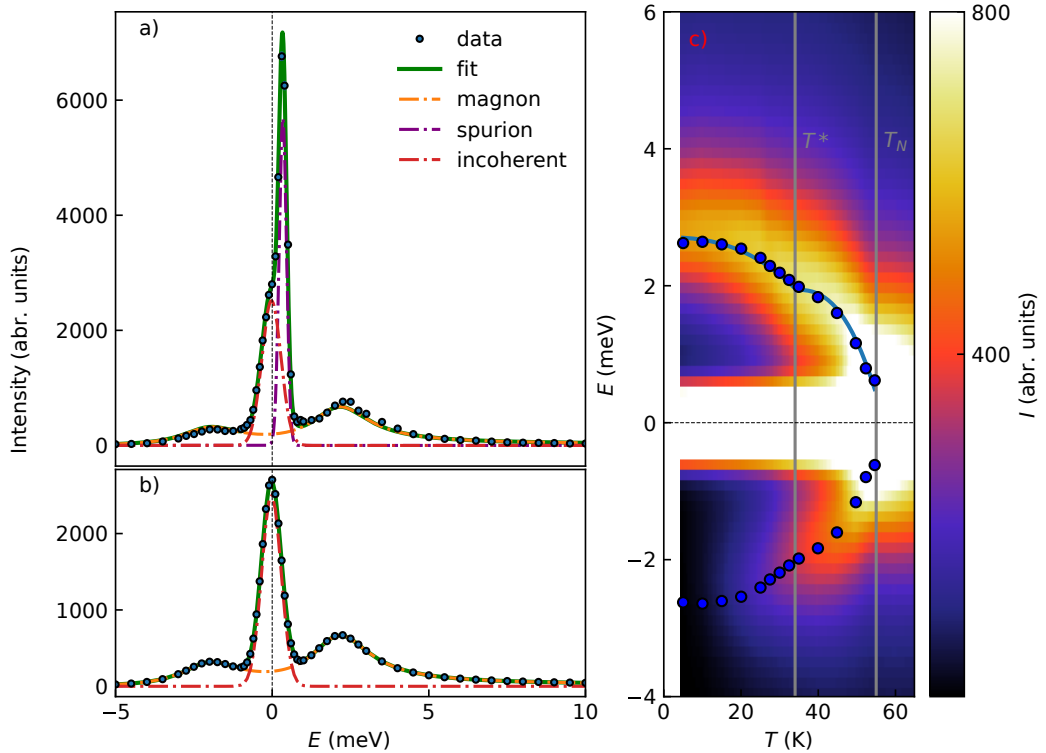 a)
data
fit
magnon
spurion
incoherent
6000
4000
2000
0
Intensity (abr. units)
b)
2000
1000
0
−5
0
5
10
E (meV)
c)
T*
T_N
6
4
2
0
−2
−4
E (meV)
0
20
40
60
T (K)
800
400
I (abr. units)